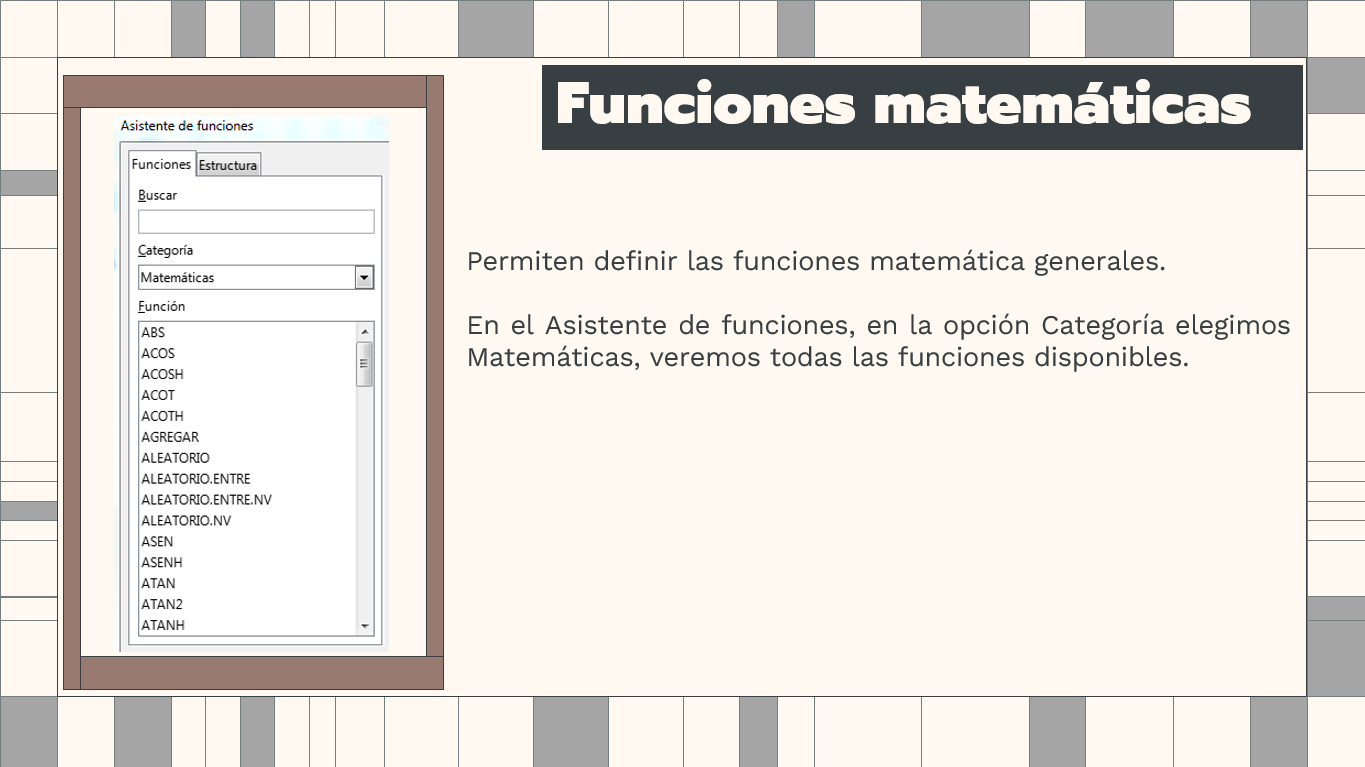 Funciones matemáticas
Asistente de funciones
Funciones Estructura
Buscar
Categoría
Matemáticas
Función
ABS
ACOS
ACOSH
ACOT
ACOTH
AGREGAR
ALEATORIO
ALEATORIO.ENTRE
ALEATORIO.ENTRE.NV
ALEATORIO.NV
ASEN
ASENH
ATAN
ATAN2
ATANH
Permiten definir las funciones matemática generales.
En el Asistente de funciones, en la opción Categoría elegimos
Matemáticas, veremos todas las funciones disponibles.